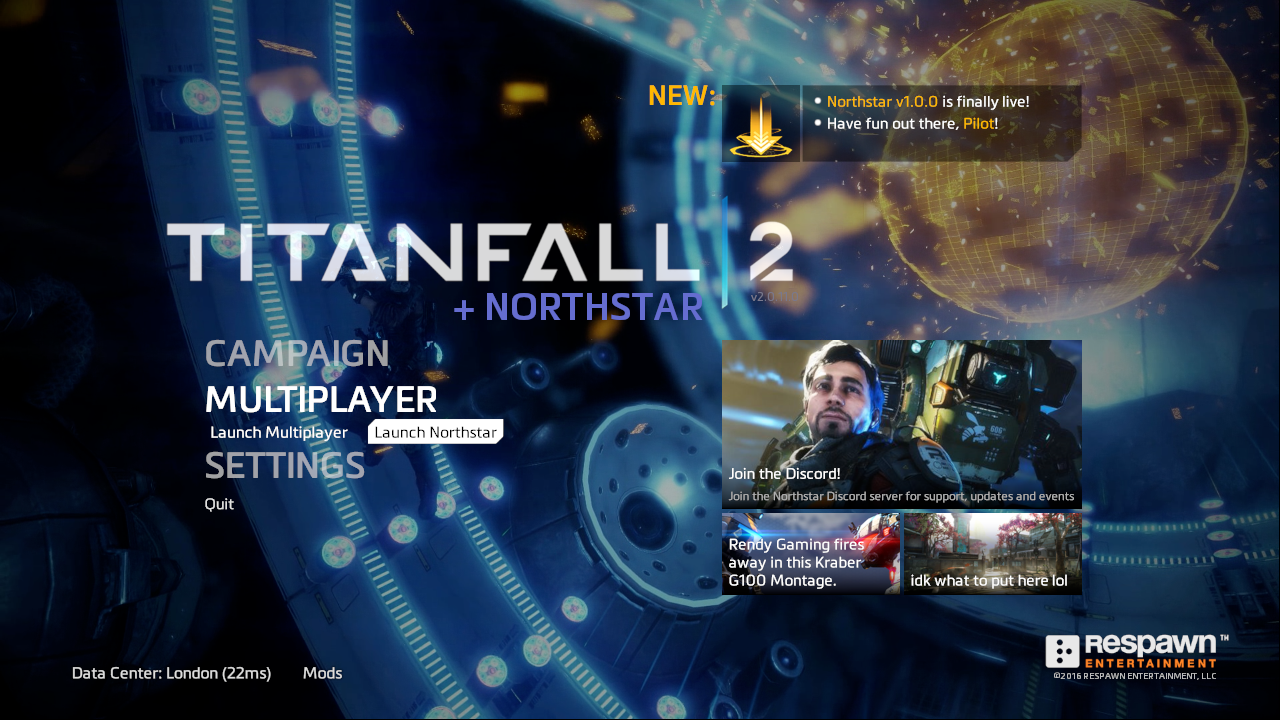 NEW:
Northstar v1.0.0 is finally live!
Have fun out there, Pilot!
TITANFALL 2
+ NORTHSTAR
CAMPAIGN
MULTIPLAYER
Launch Multiplayer Launch Northstar
SETTINGS
Quit
Join the Discord!
Join the Northstar Discord server for support, updates and events
Rendy Gaming fires
away in this Kraber
G100 Montage.
idk what to put here lol
Data Center: London (22ms) Mods
RESPAWN™
ENTERTAINMENT
©2016 RESPAWN ENTERTAINMENT, LLC